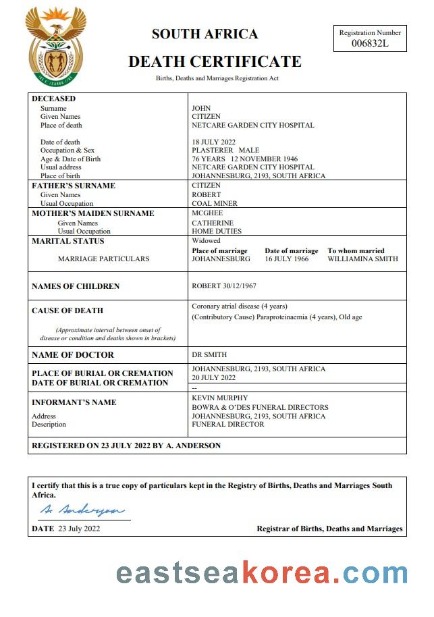 SOUTH AFRICA
DEATH CERTIFICATE
Births, Deaths and Marriages Registration Act
Registration Number
006832L
DECEASED
Surname JOHN
Given Names CITIZEN
Place of death NETCARE GARDEN CITY HOSPITAL
Date of death 18 JULY 2022
Occupation & Sex PLASTERER MALE
Age & Date of Birth 76 YEARS 12 NOVEMBER 1946
Usual address NETCARE GARDEN CITY HOSPITAL
Place of birth JOHANNESBURG, 2193, SOUTH AFRICA
FATHER'S SURNAME CITIZEN
Given Names ROBERT
Usual Occupation COAL MINER
MOTHER'S MAIDEN SURNAME MCGHEE
Given Names CATHERINE
Usual Occupation HOME DUTIES
MARITAL STATUS Widowed
Place of marriage Date of marriage To whom married
MARRIAGE PARTICULARS JOHANNESBURG 16 JULY 1966 WILLIAMINA SMITH
NAMES OF CHILDREN ROBERT 30/12/1967
Coronary atrial disease (4 years)
CAUSE OF DEATH
(Contributory Cause) Paraproteinacmia (4 years), Old age
(Approximate interval between onset of
disease or condition and deaths shown in brackets)
NAME OF DOCTOR DR SMITH
PLACE OF BURIAL OR CREMATION JOHANNESBURG, 2193, SOUTH AFRICA
DATE OF BURIAL OR CREMATION 20 JULY 2022
--
INFORMANT'S NAME KEVIN MURPHY
BOWRA & O'DES FUNERAL DIRECTORS
Address JOHANNESBURG, 2193, SOUTH AFRICA
Description FUNERAL DIRECTOR
REGISTERED ON 23 JULY 2022 BY A. ANDERSON
I certify that this is a true copy of particulars kept in the Registry of Births, Deaths and Marriages South
Africa.
A. Anderson
DATE 23 July 2022 Registrar of Births, Deaths and Marriages
eastseakorea.com